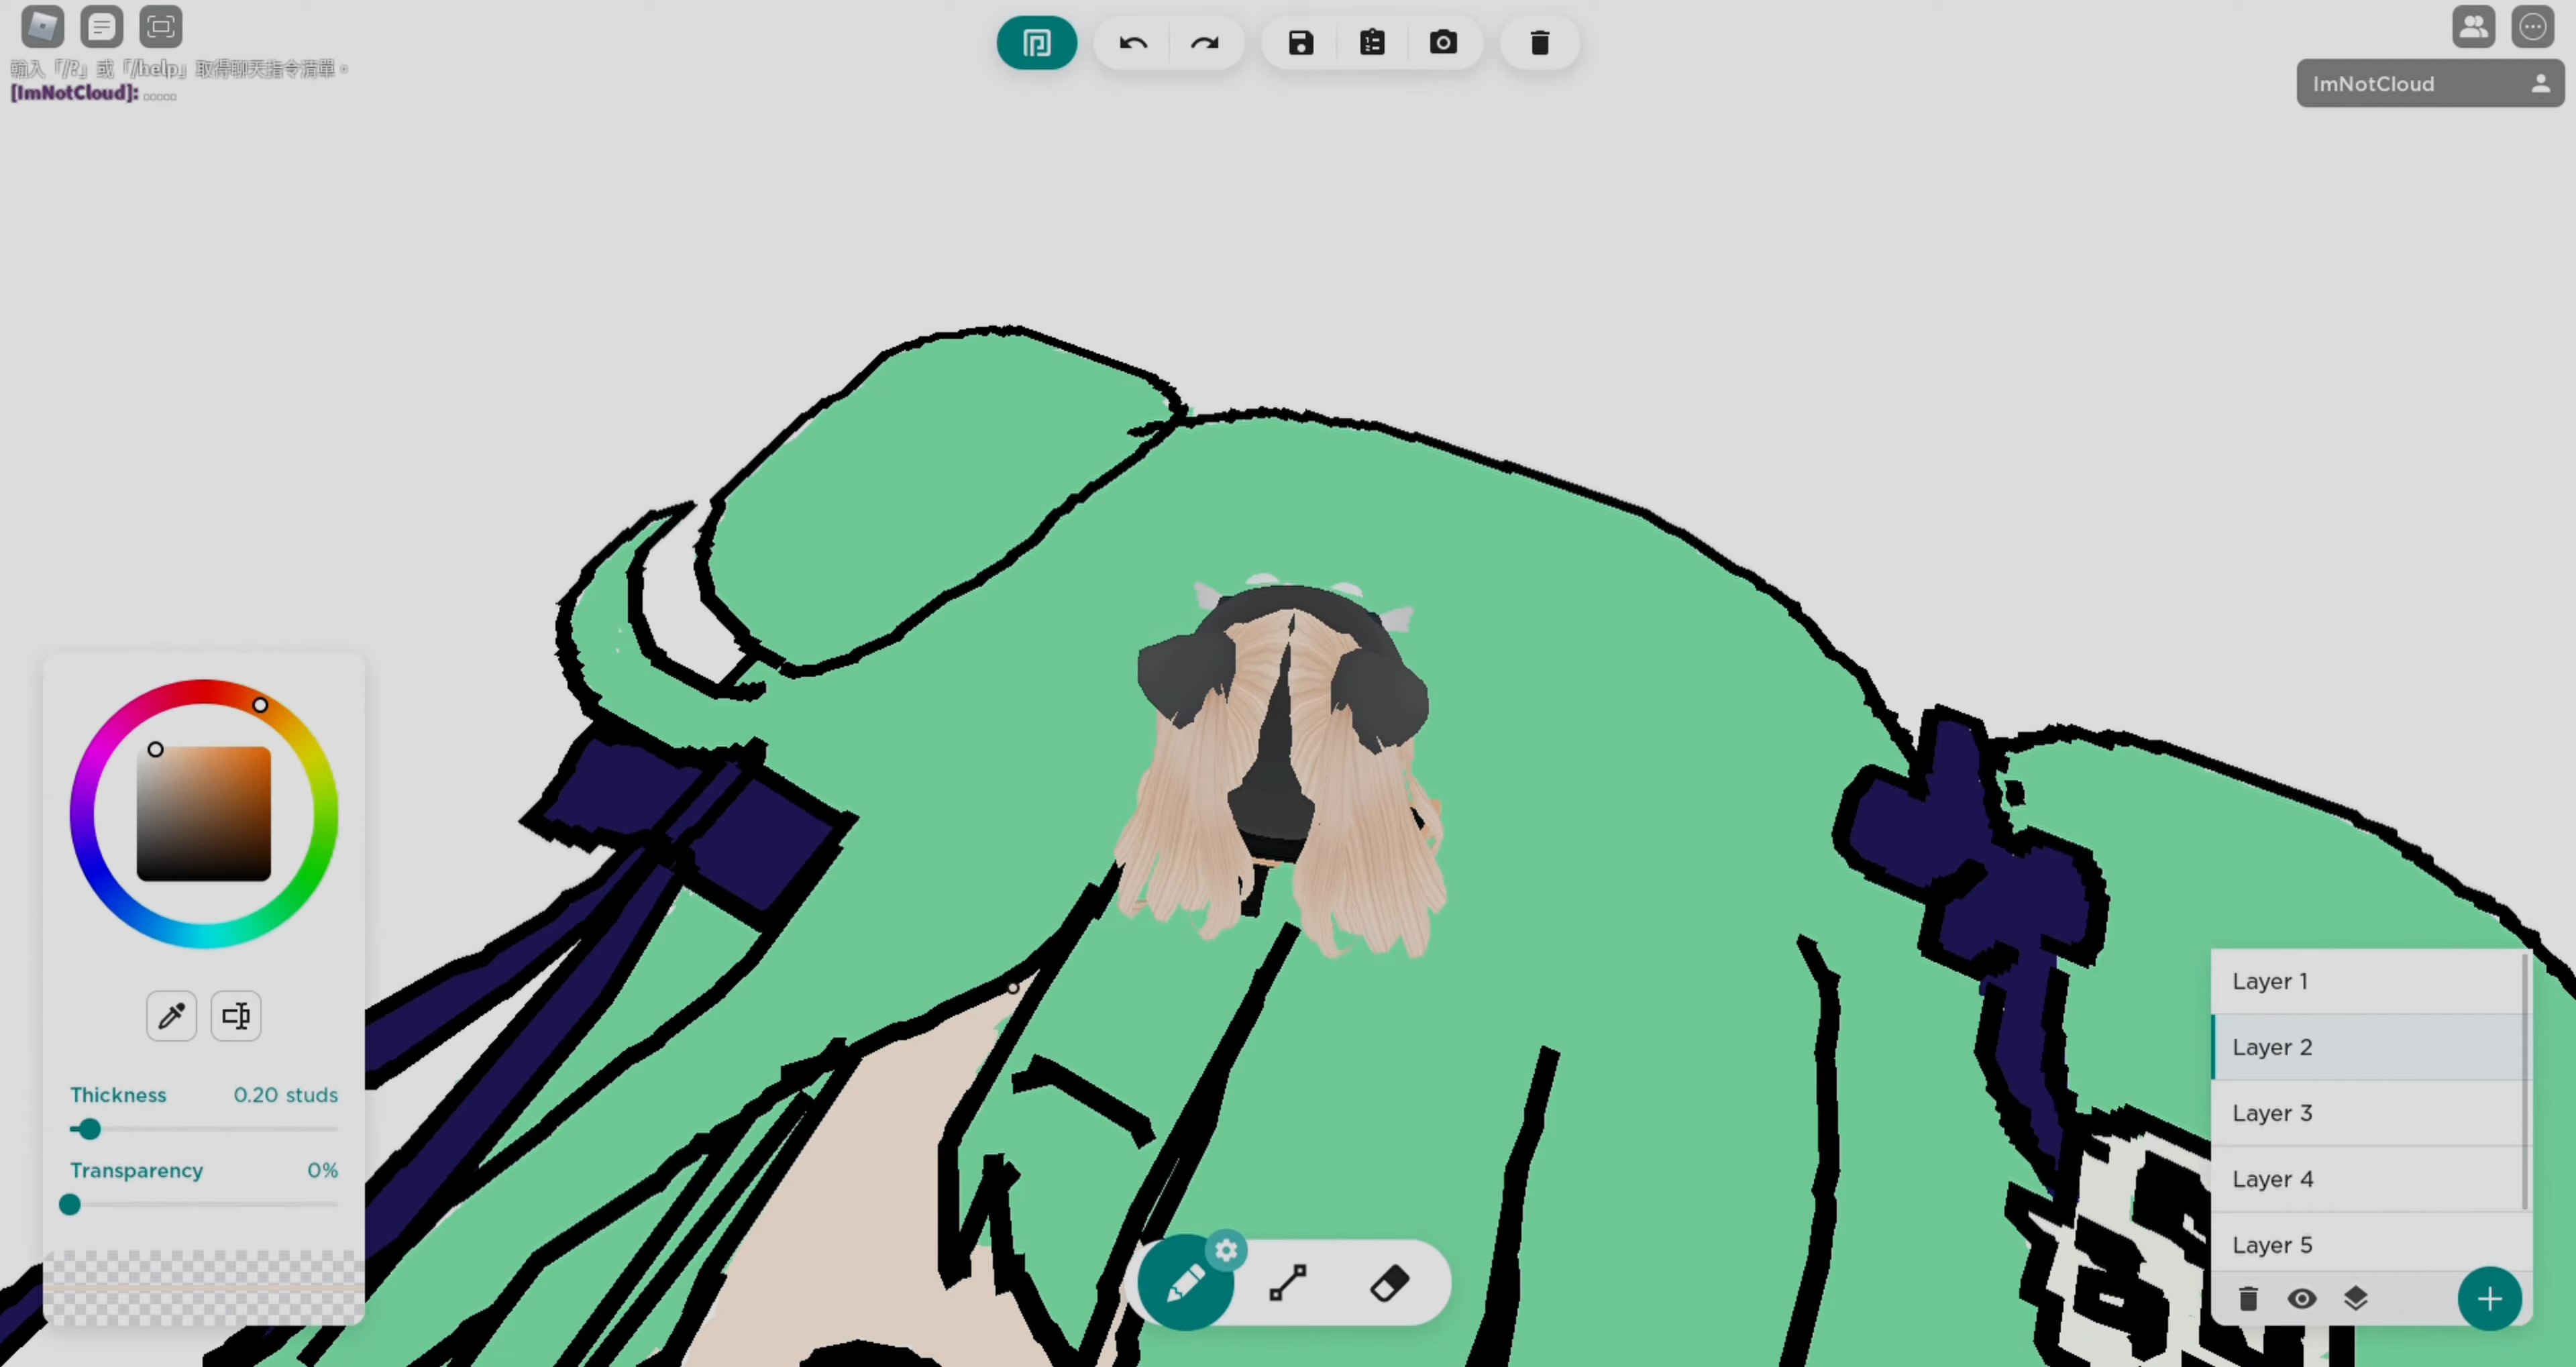 輸入「/?」或「/help」取得聊天指令清單。
[ImNotCloud]: ▫▫▫▫▫
ImNotCloud
Thickness 0.20 studs
Transparency 0%
Layer 1
Layer 2
Layer 3
Layer 4
Layer 5